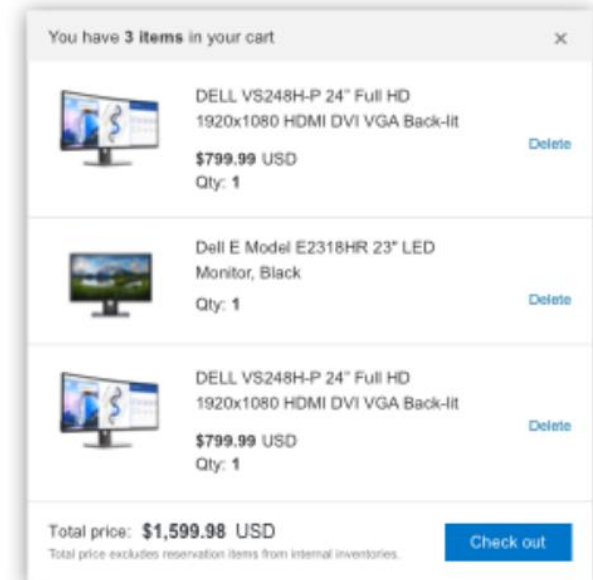 You have 3 items in your cart ×
DELL VS248H-P 24" Full HD
1920x1080 HDMI DVI VGA Back-lit
$799.99 USD
Qty: 1
Delete
Dell E Model E2318HR 23" LED
Monitor, Black
Qty: 1
Delete
DELL VS248H-P 24" Full HD
1920x1080 HDMI DVI VGA Back-lit
$799.99 USD
Qty: 1
Delete
Total price: $1,599.98 USD
Total price excludes reservation items from internal inventories.
Check out